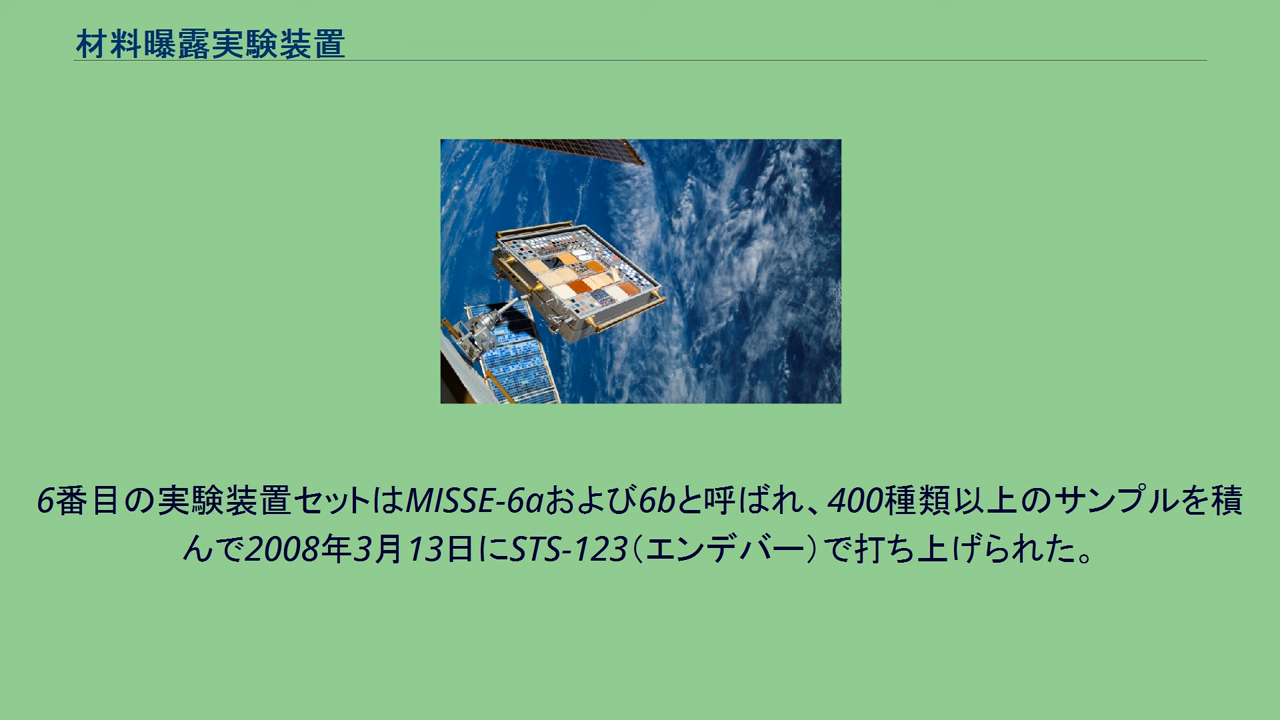 材料曝露実験装置
6番目の実験装置セットはMISSE-6aおよび6bと呼ばれ、400種類以上のサンプルを積
んで2008年3月13日にSTS-123（エンデバー）で打ち上げられた。